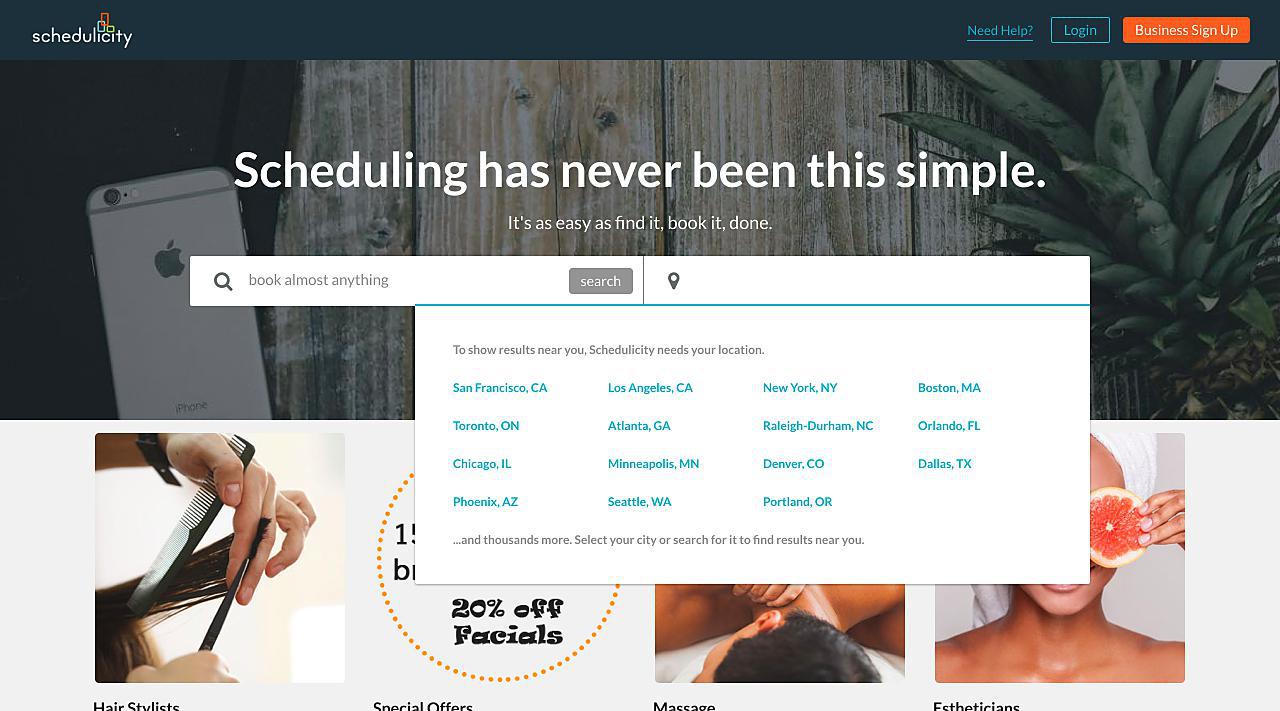 schedulicity
Need Help?
Login
Business Sign Up
Scheduling has never been this simple.
It's as easy as find it, book it, done.
book almost anything
search
To show results near you, Schedulicity needs your location.
San Francisco, CA
Los Angeles, CA
New York, NY
Boston, MA
Toronto, ON
Atlanta, GA
Raleigh-Durham, NC
Orlando, FL
Chicago, IL
Minneapolis, MN
Denver, CO
Dallas, TX
Phoenix, AZ
Seattle, WA
Portland, OR
...and thousands more. Select your city or search for it to find results near you.
iPhone
20% off
Facials
Hair Stylists
Special Offers
Massage
Estheticians